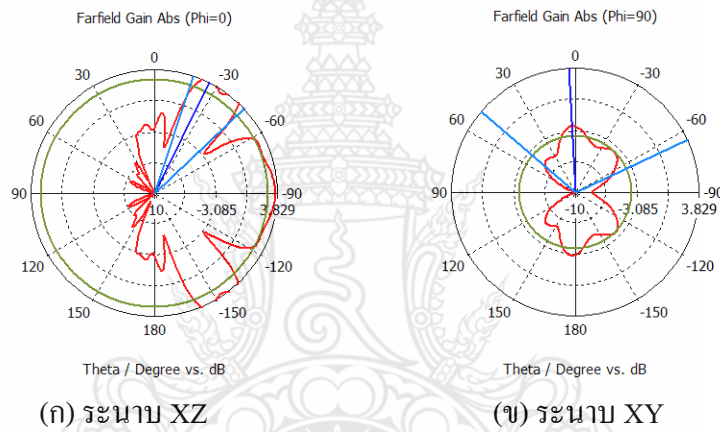 Farfield Gain Abs (Phi=0)
0
30 -30
60 -60
90 -10 -3.085 3.829 -90
120 -120
150 -150
180
Theta / Degree vs. dB
(ก) ระนาบ XZ
Farfield Gain Abs (Phi=90)
0
30 -30
60 -60
90 -10 -3.085 3.829 -90
120 -120
150 -150
180
Theta / Degree vs. dB
(ข) ระนาบ XY